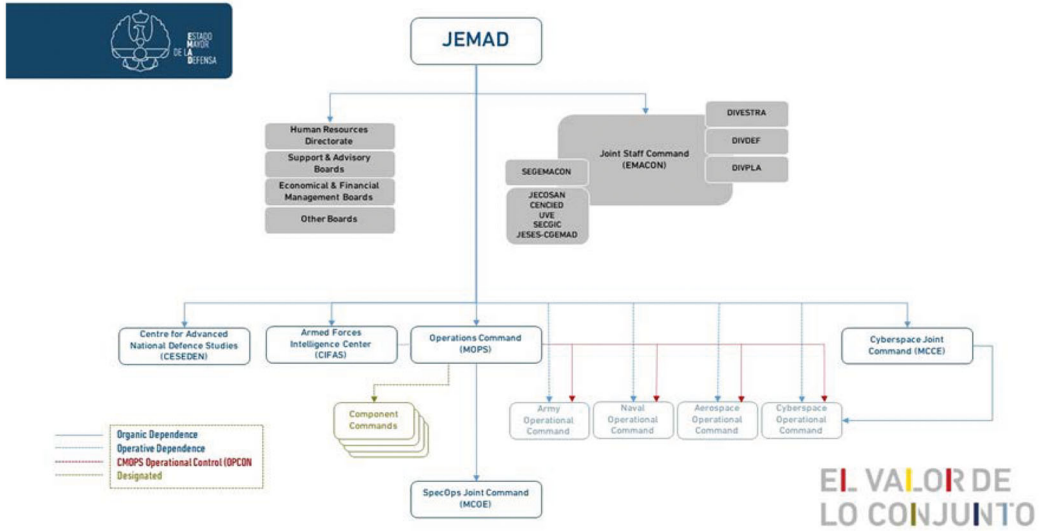 ESTADO
MAYOR
DE LA
DEFENSA
JEMAD
Human Resources
Directorate
Support & Advisory
Boards
Economical & Financial
Management Boards
Other Boards
Joint Staff Command
(EMACON)
DIVESTRA
DIVDEF
DIVPLA
SEGEMACON
JECOSAN
CENCIED
UVE
SECGIC
JESES-CGEMAD
Centre for Advanced
National Defence Studies
(CESEDEN)
Armed Forces
Intelligence Center
(CIFAS)
Operations Command
(MOPS)
Cyberspace Joint
Command (MCCE)
Component
Commands
Army
Operational
Command
Naval
Operational
Command
Aerospace
Operational
Command
Cyberspace
Operational
Command
Organic Dependence
Operative Dependence
CMOPS Operational Control (OPCON
Designated
SpecOps Joint Command
(MCOE)
EL VALOR DE
LO CONJUNTO